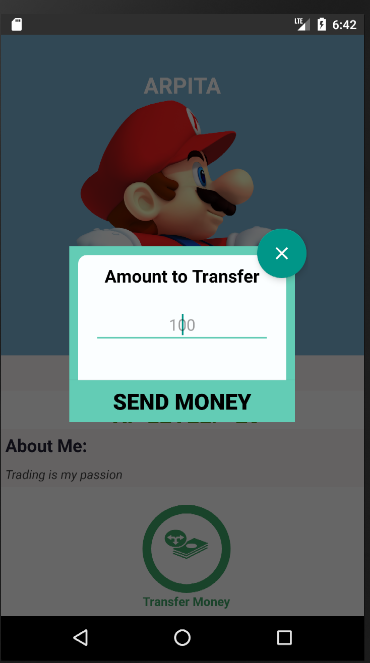 LTE 6:42
ARPITA
Amount to Transfer
100
SEND MONEY
About Me:
Trading is my passion
Transfer Money